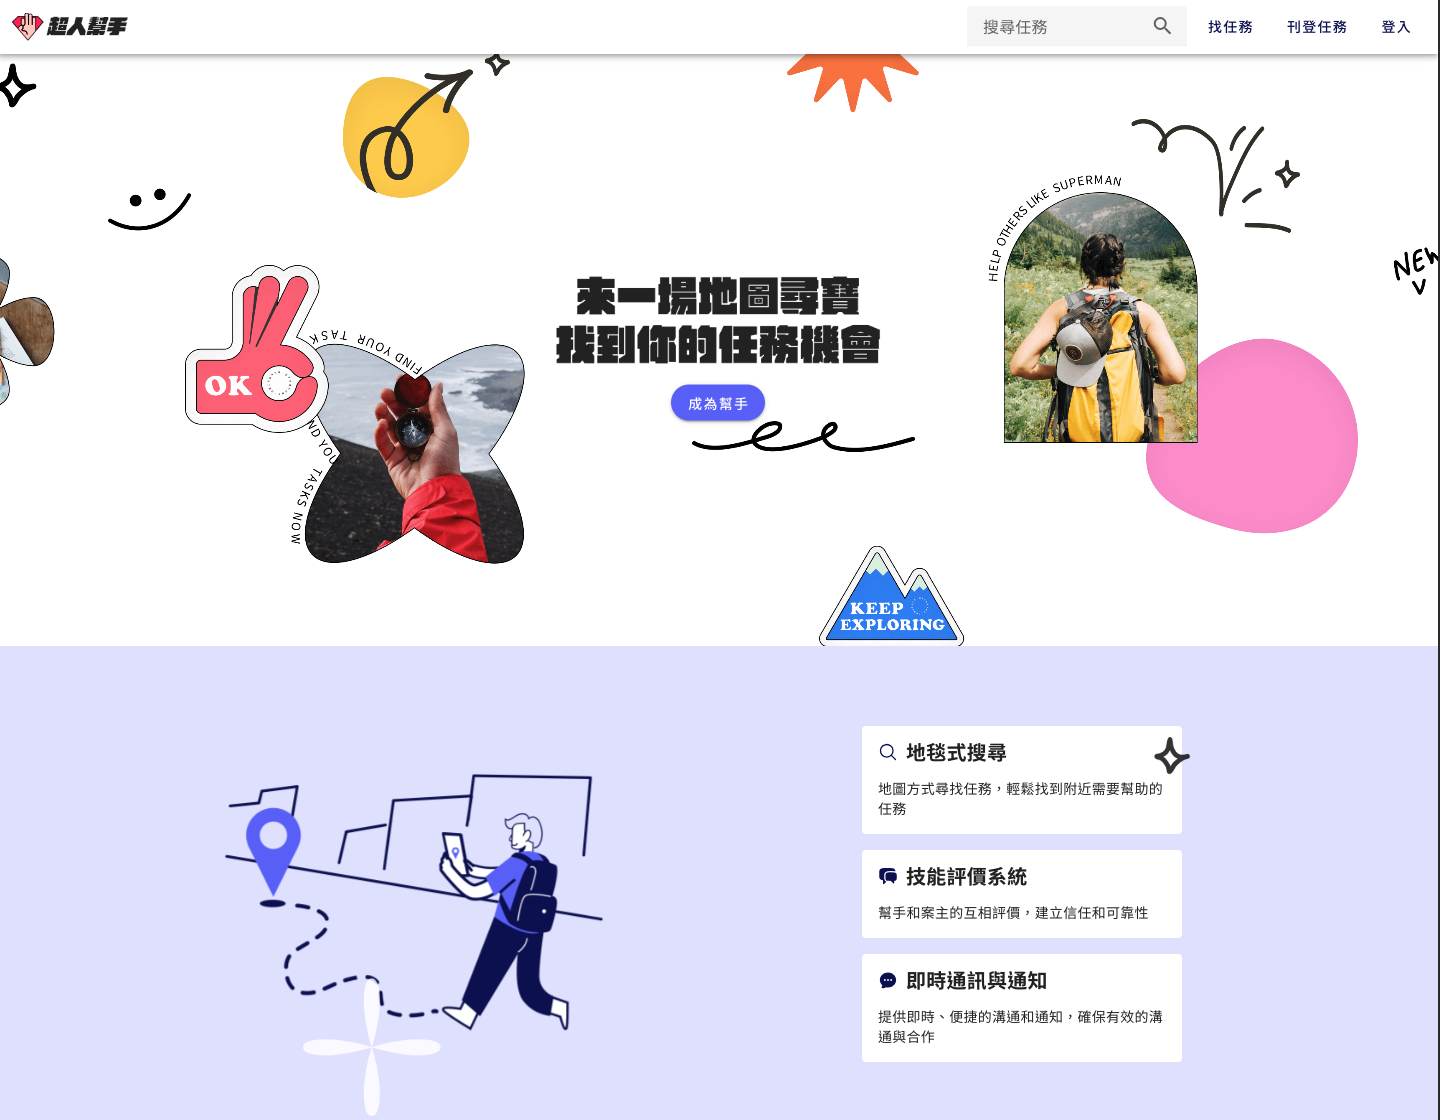 超人幫手
搜尋任務
找任務
刊登任務
登入
HELP OTHERS LIKE SUPERMAN
NEW
OK
FIND YOUR TASK
ND YOU
TASKS NOW
來一場地圖尋寶
找到你的任務機會
成為幫手
KEEP
EXPLORING
地毯式搜尋
地圖方式尋找任務，輕鬆找到附近需要幫助的
任務
技能評價系統
幫手和案主的互相評價，建立信任和可靠性
即時通訊與通知
提供即時、便捷的溝通和通知，確保有效的溝
通與合作